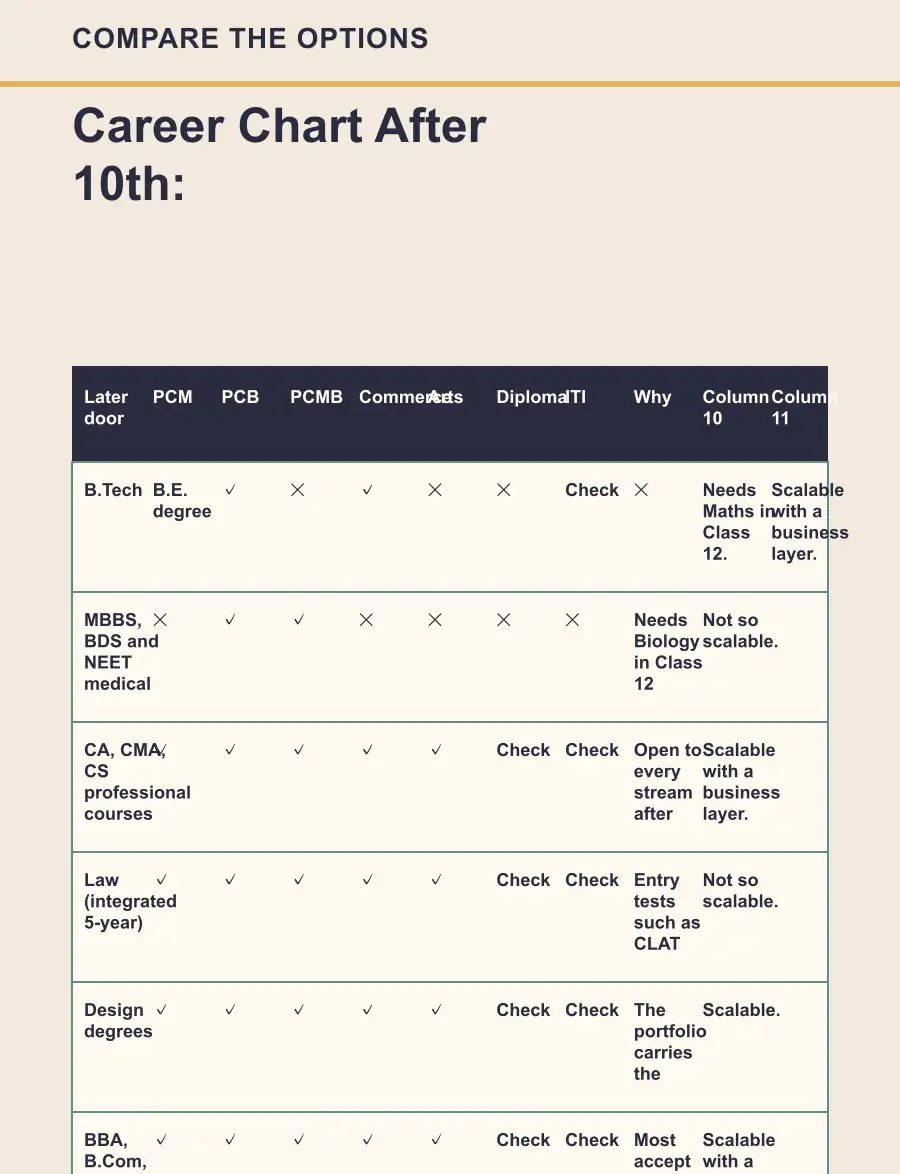 COMPARE THE OPTIONS
Career Chart After
10th:
Later door PCM PCB PCMB Commerce Arts Diploma ITI Why Column 10 Column 11
B.Tech B.E. degree ✓ × ✓ × × Check × Needs Maths in Class 12. Scalable with a business layer.
MBBS, BDS and NEET medical × ✓ ✓ × × × × Needs Biology in Class 12 Not so scalable.
CA, CMA, CS professional courses ✓ ✓ ✓ ✓ ✓ Check Check Open to every stream after Scalable with a business layer.
Law (integrated 5-year) ✓ ✓ ✓ ✓ ✓ Check Check Entry tests such as CLAT Not so scalable.
Design degrees ✓ ✓ ✓ ✓ ✓ Check Check The portfolio carries the Scalable.
BBA, B.Com, ✓ ✓ ✓ ✓ ✓ Check Check Most accept Scalable with a